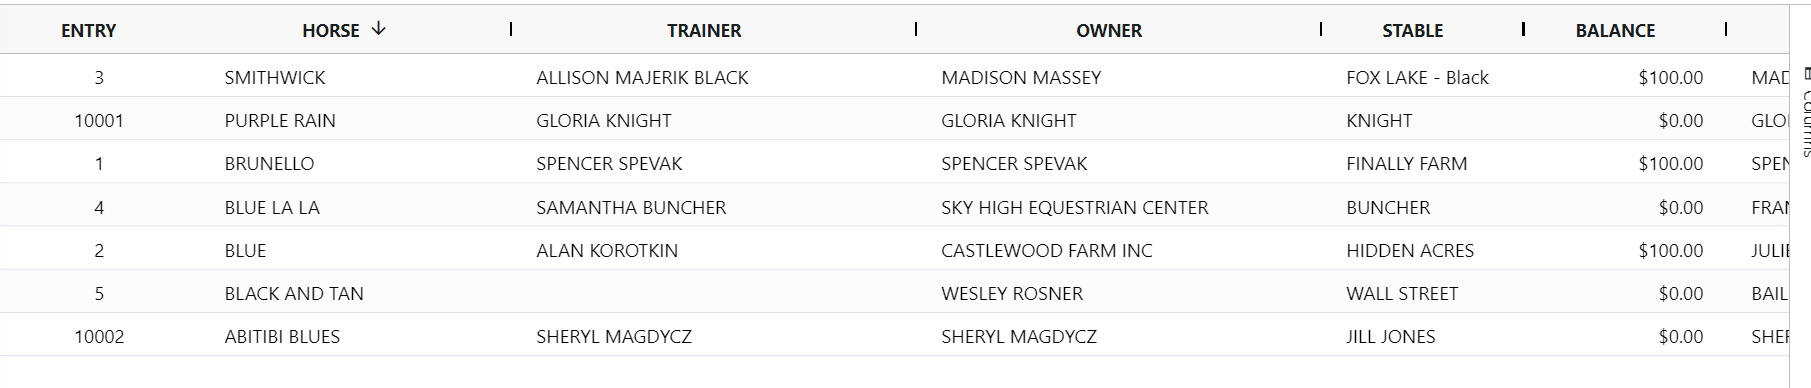 ENTRY HORSE TRAINER OWNER STABLE BALANCE
3 SMITHWICK ALLISON MAJERIK BLACK MADISON MASSEY FOX LAKE - Black $100.00 MAD
10001 PURPLE RAIN GLORIA KNIGHT GLORIA KNIGHT KNIGHT $0.00 GLO
1 BRUNELLO SPENCER SPEVAK SPENCER SPEVAK FINALLY FARM $100.00 SPEN
4 BLUE LA LA SAMANTHA BUNCHER SKY HIGH EQUESTRIAN CENTER BUNCHER $0.00 FRAN
2 BLUE ALAN KOROTKIN CASTLEWOOD FARM INC HIDDEN ACRES $100.00 JULIE
5 BLACK AND TAN WESLEY ROSNER WALL STREET $0.00 BAIL
10002 ABITIBI BLUES SHERYL MAGDYCZ SHERYL MAGDYCZ JILL JONES $0.00 SHER
Columns